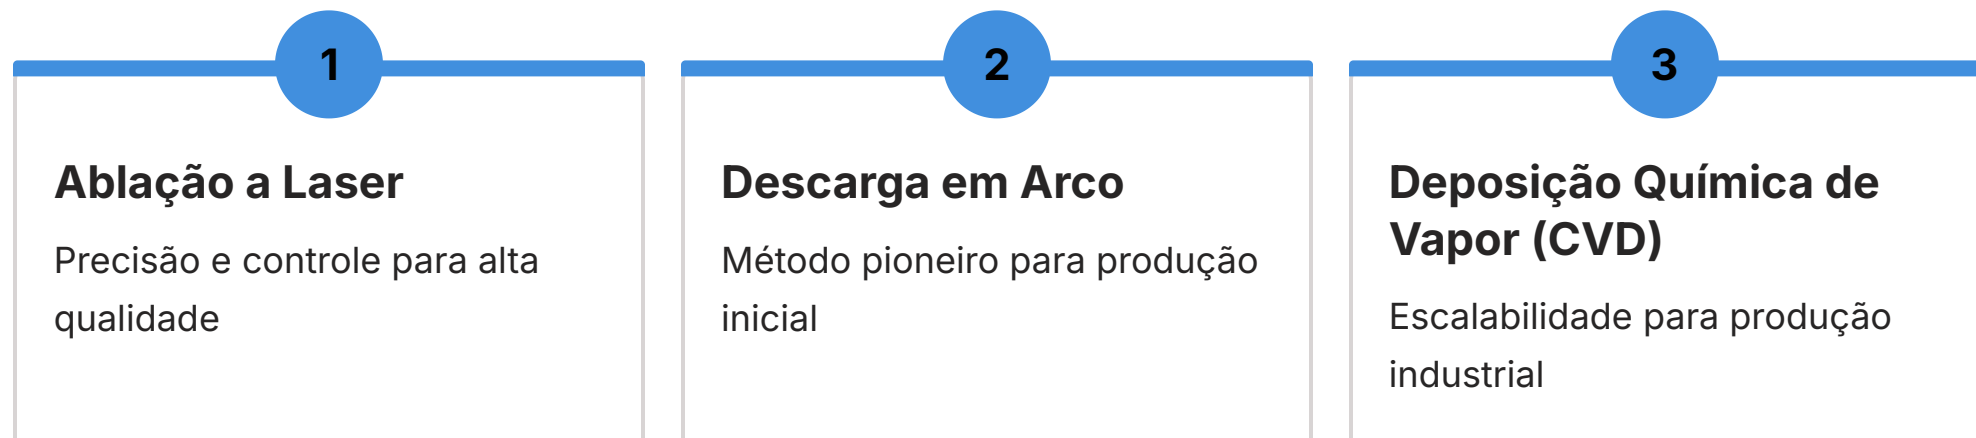 1
Ablação a Laser
Precisão e controle para alta
qualidade
2
Descarga em Arco
Método pioneiro para produção
inicial
3
Deposição Química de
Vapor (CVD)
Escalabilidade para produção
industrial